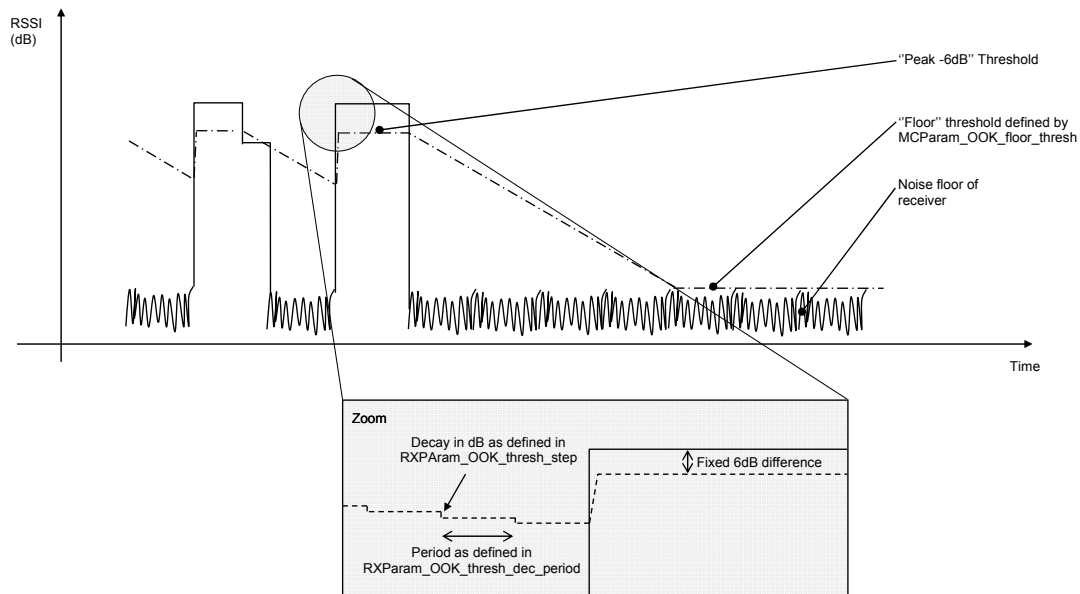 RSSI
(dB)
‘'Peak -6dB'’ Threshold
‘'Floor'’ threshold defined by
MCParam_OOK_floor_thresh
Noise floor of
receiver
Time
Zoom
Decay in dB as defined in
RXPAram_OOK_thresh_step
Fixed 6dB difference
Period as defined in
RXParam_OOK_thresh_dec_period